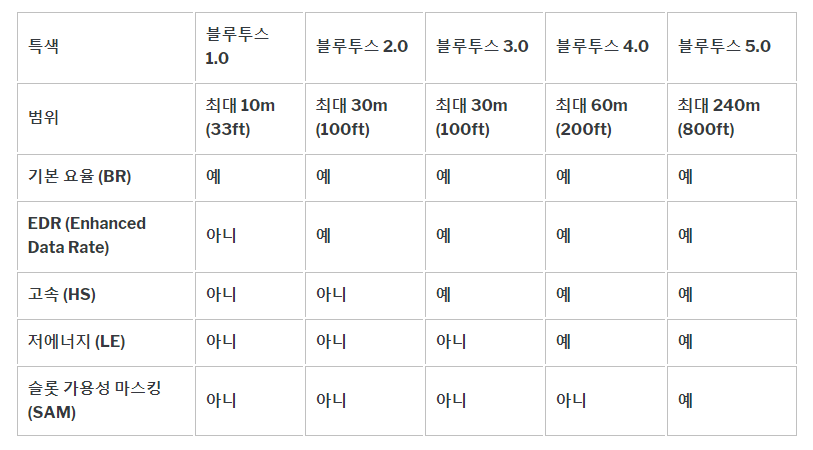 특색 블루투스 1.0 블루투스 2.0 블루투스 3.0 블루투스 4.0 블루투스 5.0
범위 최대 10m (33ft) 최대 30m (100ft) 최대 30m (100ft) 최대 60m (200ft) 최대 240m (800ft)
기본 요율 (BR) 예 예 예 예 예
EDR (Enhanced Data Rate) 아니 예 예 예 예
고속 (HS) 아니 아니 예 예 예
저에너지 (LE) 아니 아니 아니 예 예
슬롯 가용성 마스킹 (SAM) 아니 아니 아니 아니 예